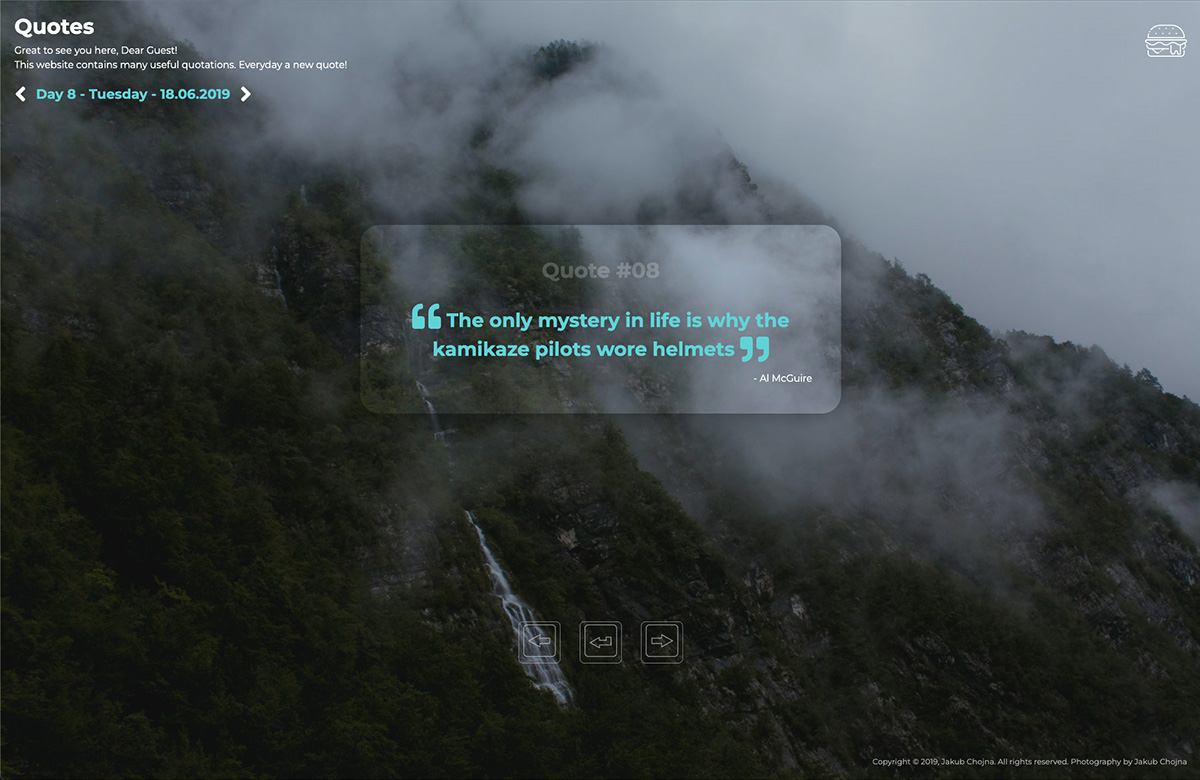 Quotes
Great to see you here, Dear Guest!
This website contains many useful quotations. Everyday a new quote!
Day 8 - Tuesday - 18.06.2019
Quote #08
❝ The only mystery in life is why the
kamikaze pilots wore helmets ❞
- Al McGuire
Copyright © 2019, Jakub Chojna. All rights reserved. Photography by Jakub Chojna